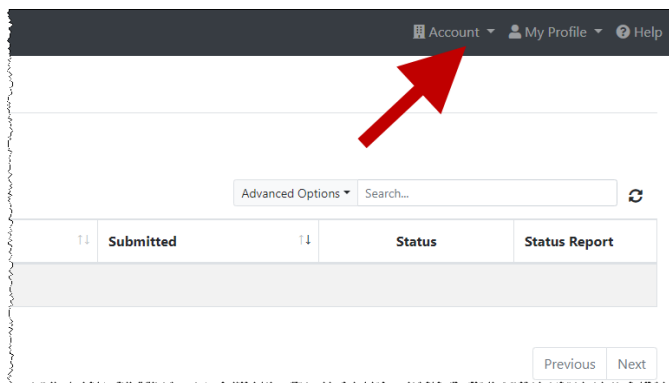 Account My Profile Help
Advanced Options Search...
Submitted Status Status Report
Previous Next